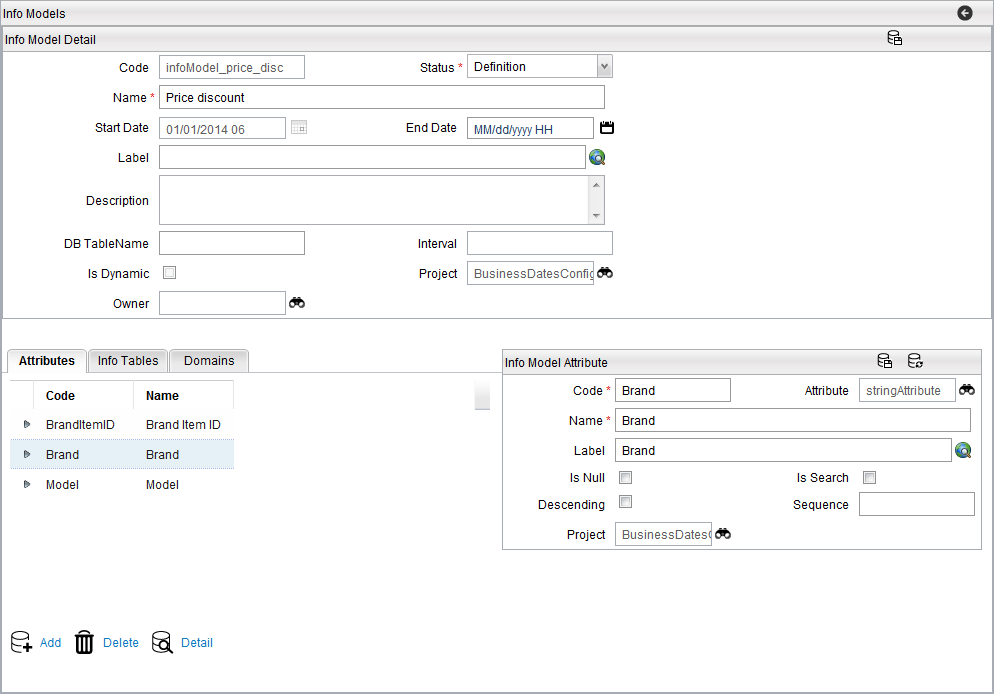 Info Models
Info Model Detail
Code infoModel_price_disc Status * Definition
Name * Price discount
Start Date 01/01/2014 06 End Date MM/dd/yyyy HH
Label
Description
DB TableName Interval
Is Dynamic Project BusinessDatesConfig
Owner
Attributes Info Tables Domains
Code Name
BrandItemID Brand Item ID
Brand Brand
Model Model
Add Delete Detail
Info Model Attribute
Code * Brand Attribute stringAttribute
Name * Brand
Label Brand
Is Null Is Search
Descending Sequence
Project BusinessDatesC